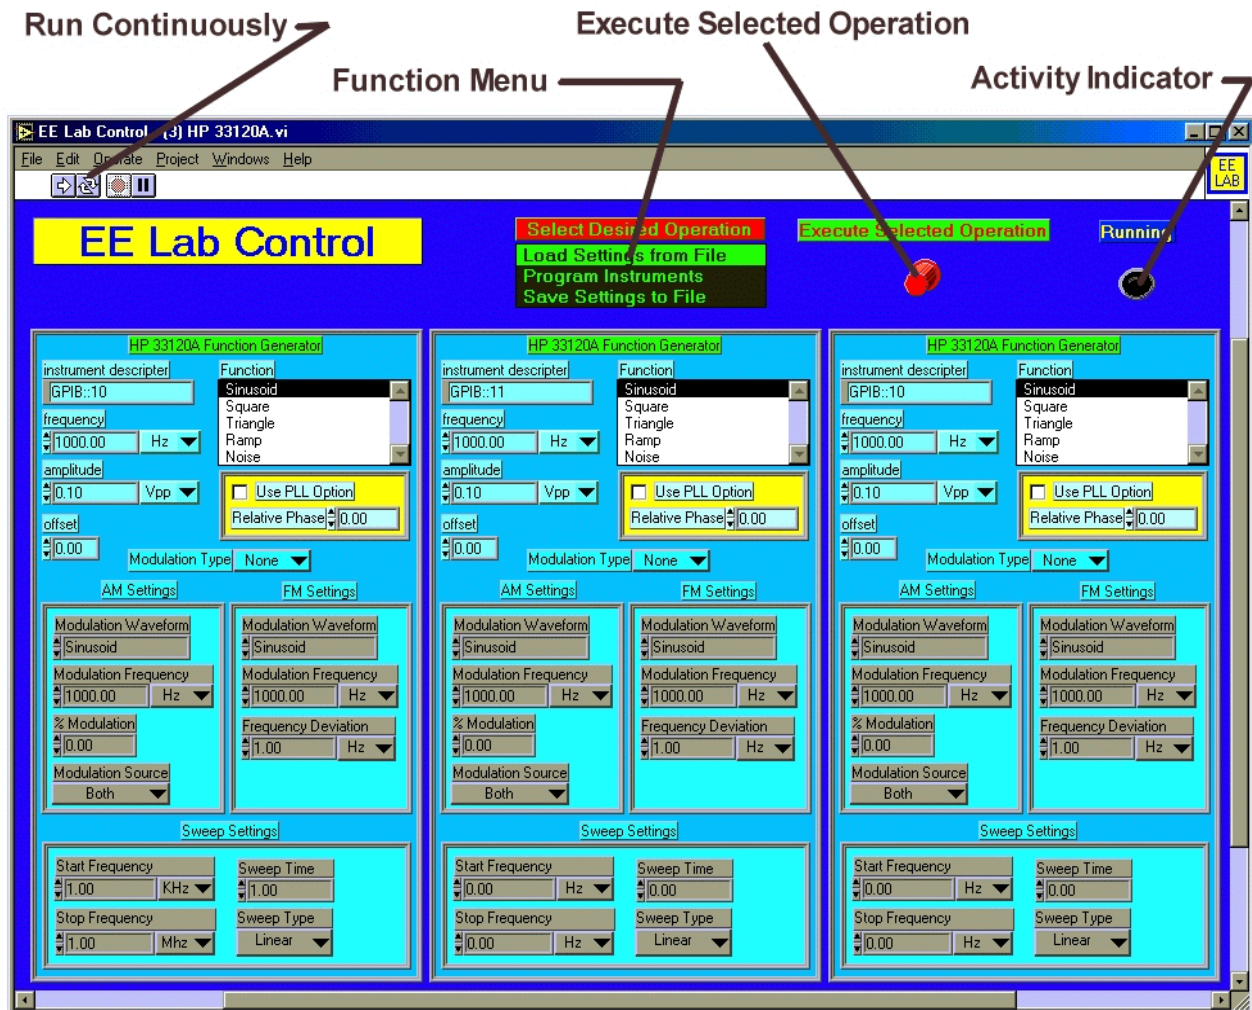 Run Continuously
Execute Selected Operation
Function Menu
Activity Indicator
EE Lab Control (3) HP 33120A.vi
File Edit Operate Project Windows Help
EE
LAB
EE Lab Control
Select Desired Operation
Load Settings from File
Program Instruments
Save Settings to File
Execute Selected Operation
Running
HP 33120A Function Generator
instrument descripter
GPIB::10
Function
Sinusoid
Square
Triangle
Ramp
Noise
frequency
1000.00 Hz
amplitude
0.10 Vpp
Use PLL Option
Relative Phase 0.00
offset
0.00
Modulation Type None
AM Settings
Modulation Waveform
Sinusoid
Modulation Frequency
1000.00 Hz
% Modulation
0.00
Modulation Source
Both
FM Settings
Modulation Waveform
Sinusoid
Modulation Frequency
1000.00 Hz
Frequency Deviation
1.00 Hz
Sweep Settings
Start Frequency
1.00 KHz
Stop Frequency
1.00 Mhz
Sweep Time
1.00
Sweep Type
Linear
HP 33120A Function Generator
instrument descripter
GPIB::11
Function
Sinusoid
Square
Triangle
Ramp
Noise
frequency
1000.00 Hz
amplitude
0.10 Vpp
Use PLL Option
Relative Phase 0.00
offset
0.00
Modulation Type None
AM Settings
Modulation Waveform
Sinusoid
Modulation Frequency
1000.00 Hz
% Modulation
0.00
Modulation Source
Both
FM Settings
Modulation Waveform
Sinusoid
Modulation Frequency
1000.00 Hz
Frequency Deviation
1.00 Hz
Sweep Settings
Start Frequency
0.00 Hz
Stop Frequency
0.00 Hz
Sweep Time
0.00
Sweep Type
Linear
HP 33120A Function Generator
instrument descripter
GPIB::10
Function
Sinusoid
Square
Triangle
Ramp
Noise
frequency
1000.00 Hz
amplitude
0.10 Vpp
Use PLL Option
Relative Phase 0.00
offset
0.00
Modulation Type None
AM Settings
Modulation Waveform
Sinusoid
Modulation Frequency
1000.00 Hz
% Modulation
0.00
Modulation Source
Both
FM Settings
Modulation Waveform
Sinusoid
Modulation Frequency
1000.00 Hz
Frequency Deviation
1.00 Hz
Sweep Settings
Start Frequency
0.00 Hz
Stop Frequency
0.00 Hz
Sweep Time
0.00
Sweep Type
Linear